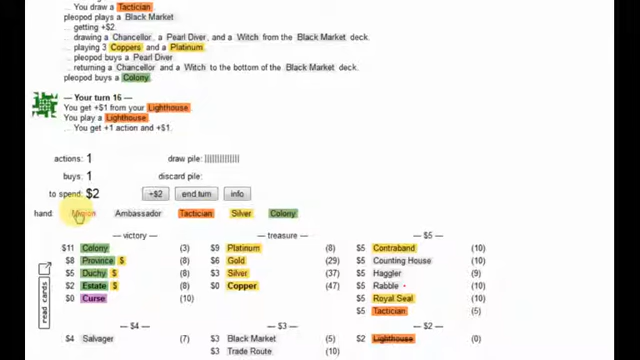 You draw a Tactician
pleopod plays a Black Market
... getting +$2.
... drawing a Chancellor, a Pearl Diver, and a Witch from the Black Market deck.
... playing 3 Coppers and a Platinum.
... pleopod buys a Pearl Diver
... returning a Chancellor and a Witch to the bottom of the Black Market deck.
pleopod buys a Colony.
— Your turn 16 —
You get +$1 from your Lighthouse
You play a Lighthouse
... You get +1 action and +$1.
actions: 1 draw pile: ||||||||||||||
buys: 1 discard pile:
to spend: $2 +$2 end turn info
hand: Ambassador Tactician Silver Colony
— victory — — treasure — — $5 —
$11 Colony (3) $9 Platinum (8) $5 Contraband (10)
$8 Province $ (8) $6 Gold (29) $5 Counting House (10)
$5 Duchy $ (8) $3 Silver (37) $5 Haggler (9)
$2 Estate $ (8) $0 Copper (47) $5 Rabble (10)
$0 Curse (10) $5 Royal Seal (10)
$5 Tactician (5)
read cards
— $4 — — $3 — — $2 —
$4 Salvager (7) $3 Black Market (5) $2 Lighthouse (0)
$3 Trade Route (10)